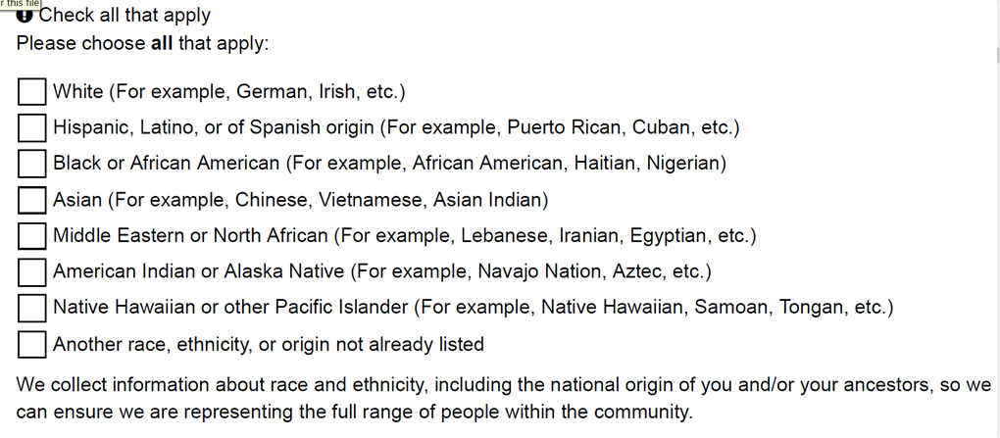 r this file
Check all that apply
Please choose all that apply:
White (For example, German, Irish, etc.)
Hispanic, Latino, or of Spanish origin (For example, Puerto Rican, Cuban, etc.)
Black or African American (For example, African American, Haitian, Nigerian)
Asian (For example, Chinese, Vietnamese, Asian Indian)
Middle Eastern or North African (For example, Lebanese, Iranian, Egyptian, etc.)
American Indian or Alaska Native (For example, Navajo Nation, Aztec, etc.)
Native Hawaiian or other Pacific Islander (For example, Native Hawaiian, Samoan, Tongan, etc.)
Another race, ethnicity, or origin not already listed
We collect information about race and ethnicity, including the national origin of you and/or your ancestors, so we
can ensure we are representing the full range of people within the community.